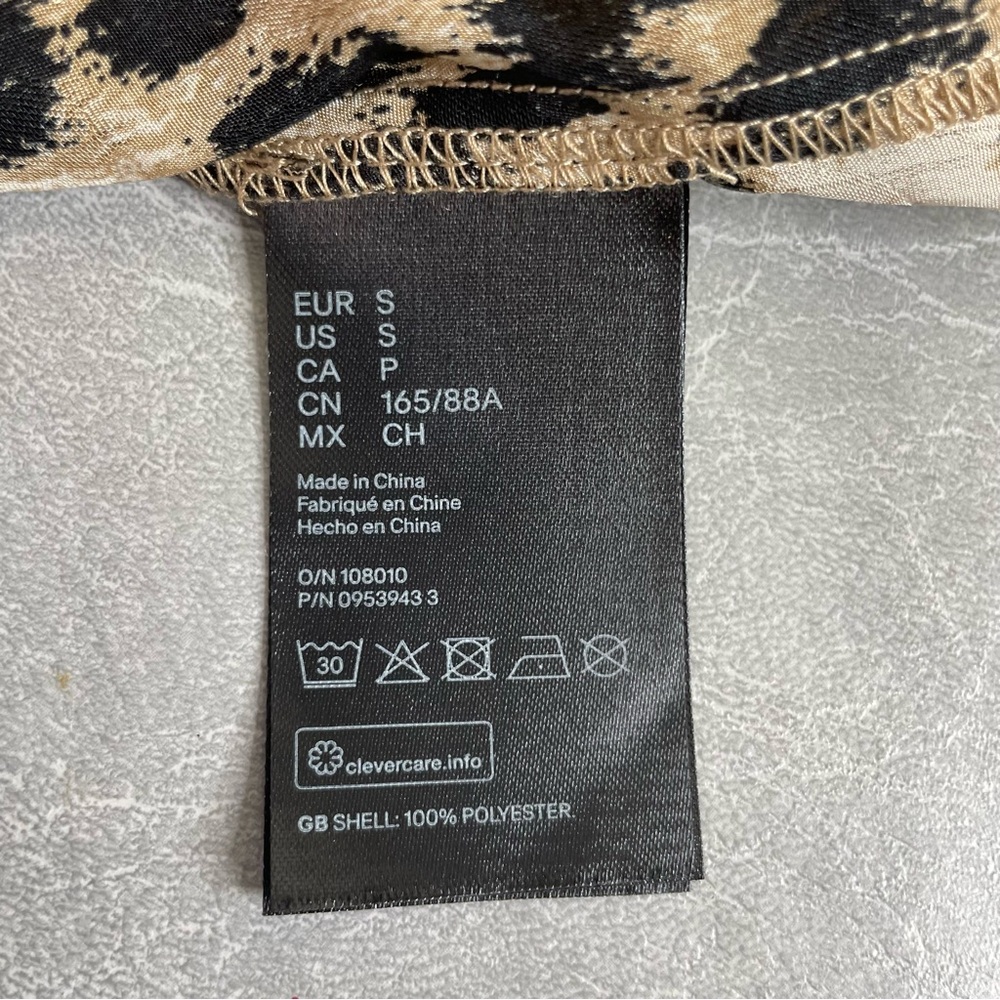 EUR S
US S
CA P
CN 165/88A
MX CH
Made in China
Fabriqué en Chine
Hecho en China
O/N 108010
P/N 0953943 3
30
clevercare.info
GB SHELL: 100% POLYESTER.